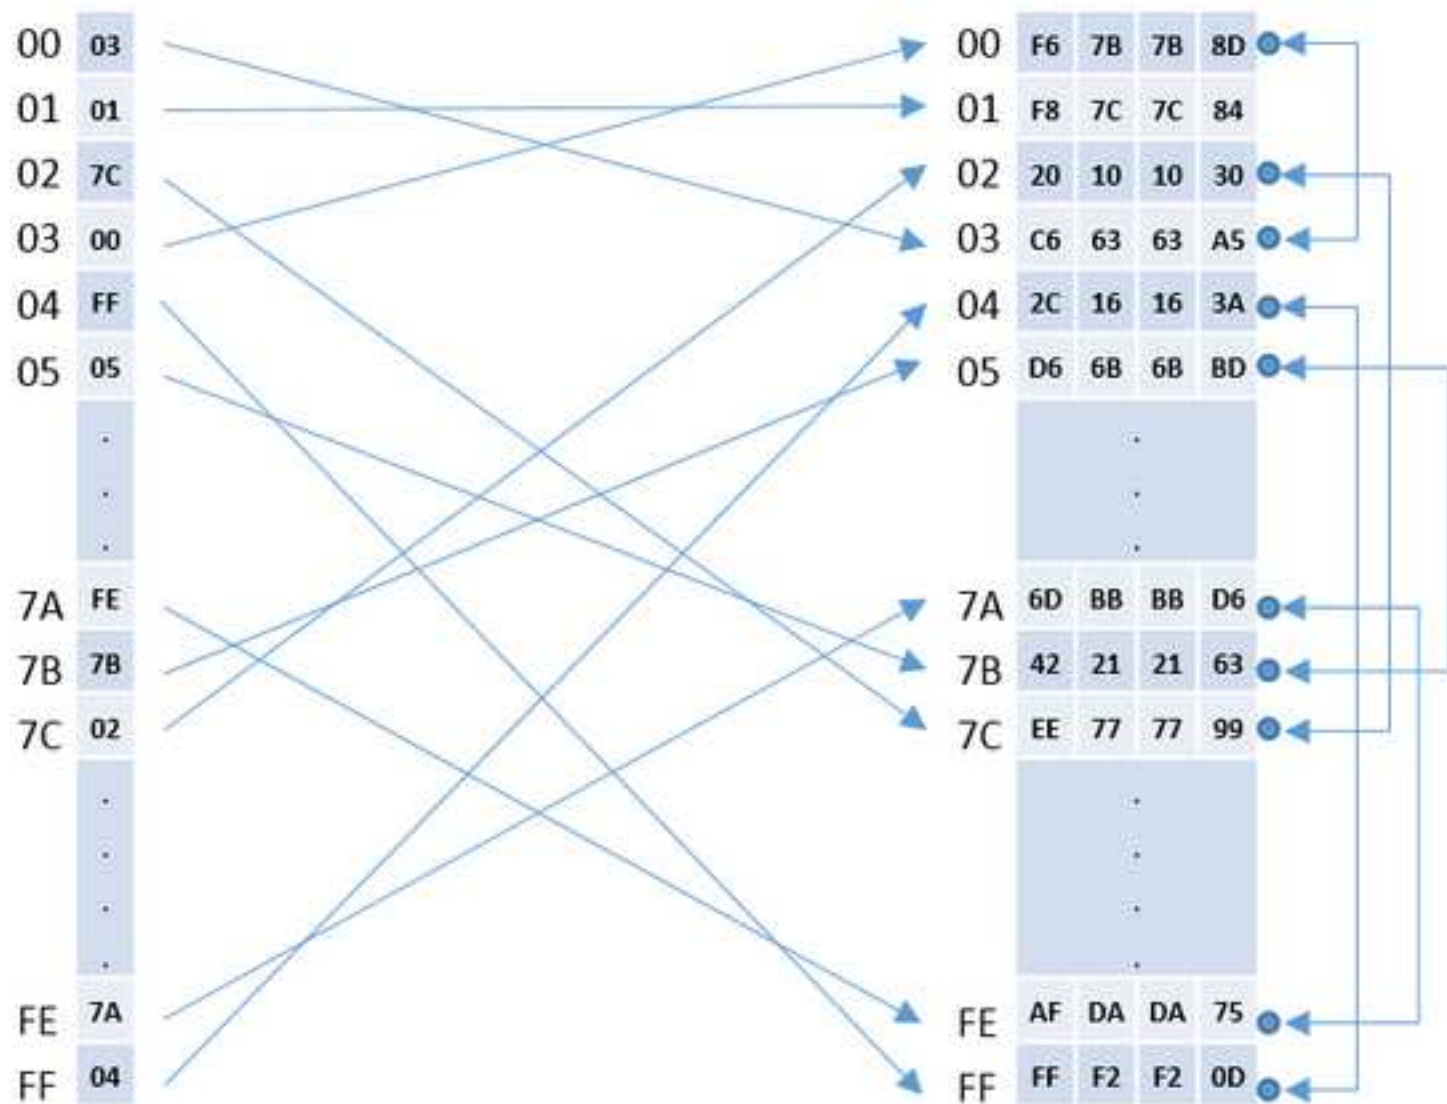 00 03 00 F6 7B 7B 8D
01 01 01 F8 7C 7C 84
02 7C 02 20 10 10 30
03 00 03 C6 63 63 A5
04 FF 04 2C 16 16 3A
05 05 05 D6 6B 6B BD
. .
. .
. .
7A FE 7A 6D BB BB D6
7B 7B 7B 42 21 21 63
7C 02 7C EE 77 77 99
. .
. .
. .
. .
FE 7A FE AF DA DA 75
FF 04 FF FF F2 F2 0D